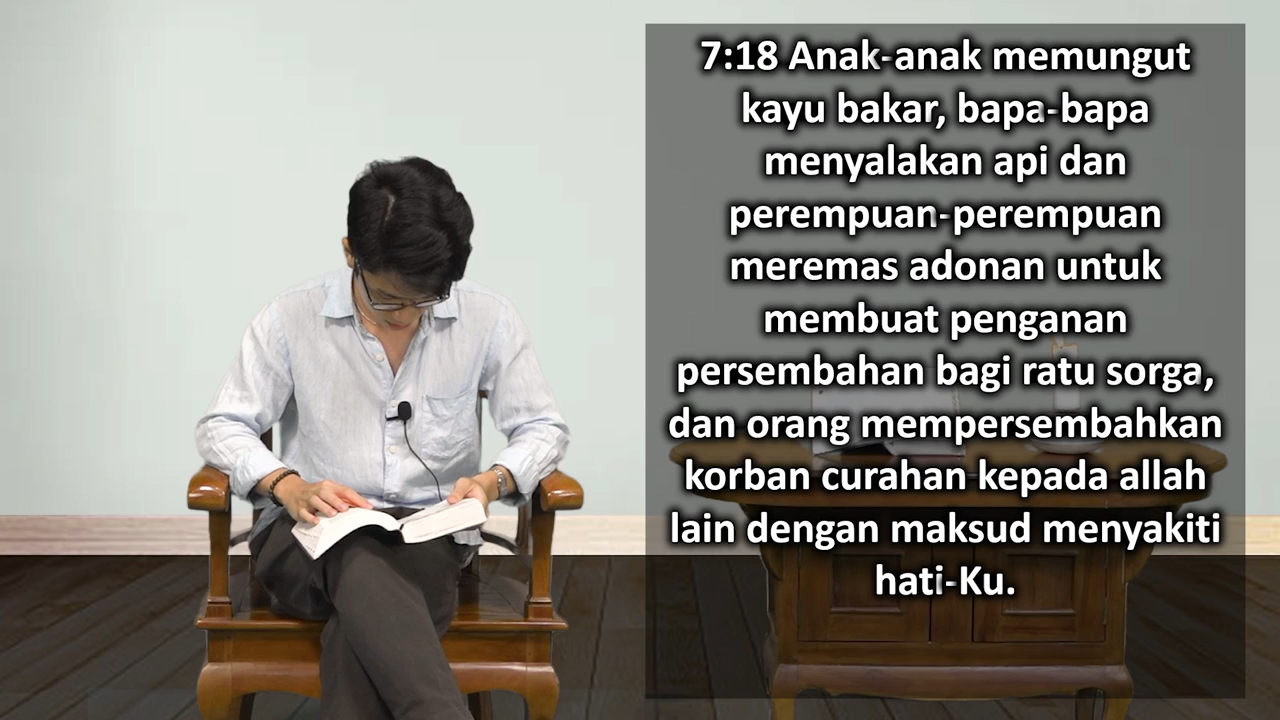 7:18 Anak-anak memungut
kayu bakar, bapa-bapa
menyalakan api dan
perempuan-perempuan
meremas adonan untuk
membuat penganan
persembahan bagi ratu sorga,
dan orang mempersembahkan
korban curahan kepada allah
lain dengan maksud menyakiti
hati-Ku.